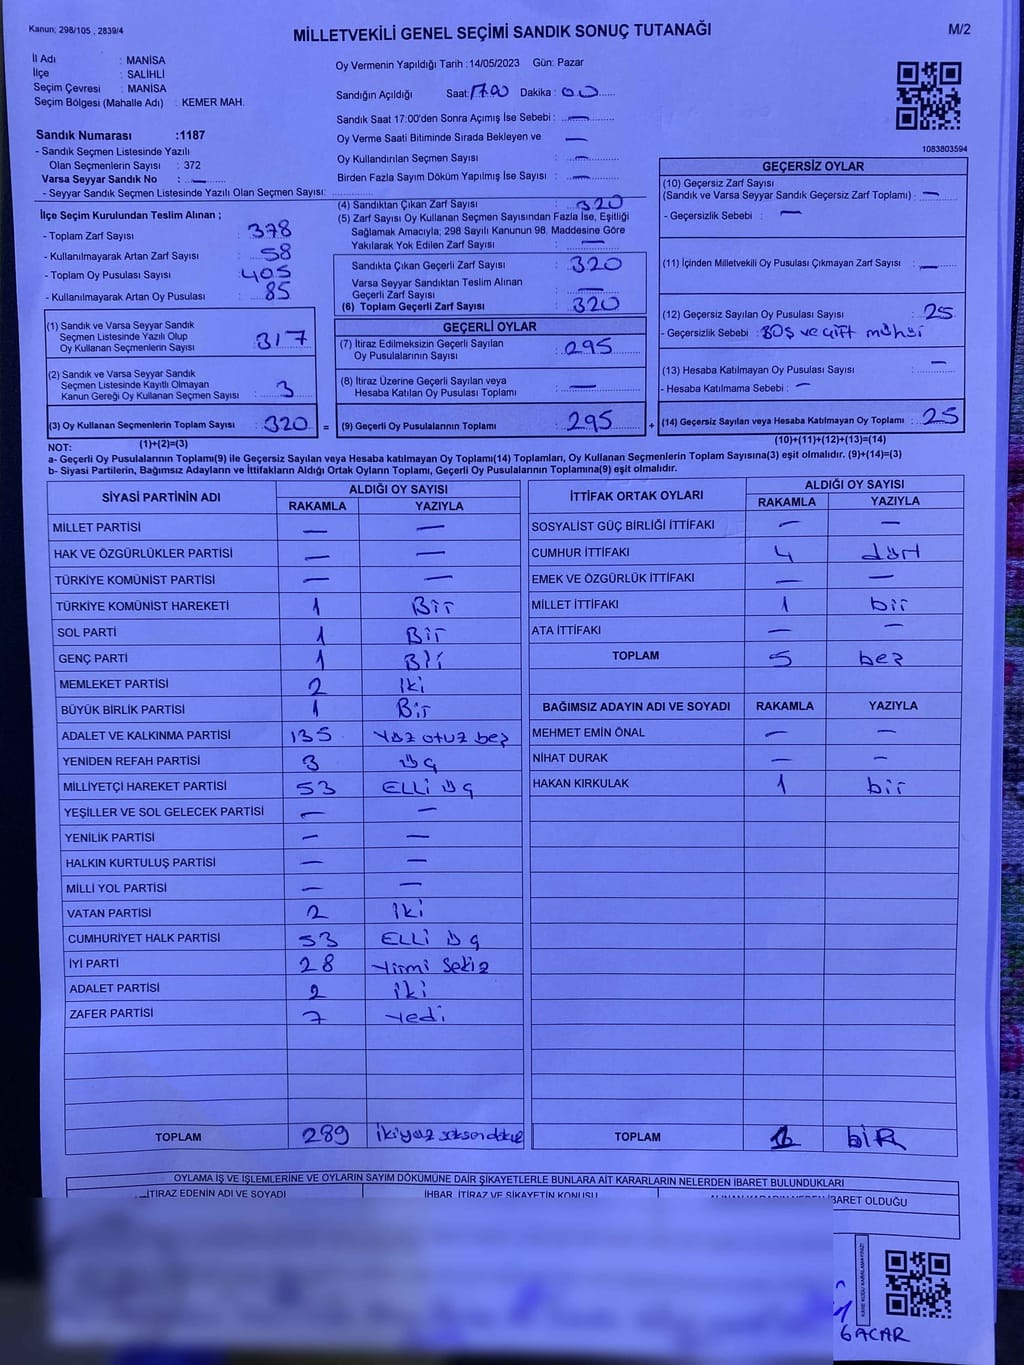 Kanun; 298/105 , 2839/4
MİLLETVEKİLİ GENEL SEÇİMİ SANDIK SONUÇ TUTANAĞI
M/2
İl Adı : MANİSA
İlçe : SALİHLİ
Seçim Çevresi : MANİSA
Seçim Bölgesi (Mahalle Adı) : KEMER MAH.
Sandık Numarası :1187
- Sandık Seçmen Listesinde Yazılı
Olan Seçmenlerin Sayısı : 372
Varsa Seyyar Sandık No : —
- Seyyar Sandık Seçmen Listesinde Yazılı Olan Seçmen Sayısı:
Oy Vermenin Yapıldığı Tarih :14/05/2023 Gün: Pazar
Sandığın Açıldığı Saat: 17.00 Dakika : 00
Sandık Saat 17:00'den Sonra Açımış İse Sebebi : —
Oy Verme Saati Bitiminde Sırada Bekleyen ve —
Oy Kullandırılan Seçmen Sayısı : —
Birden Fazla Sayım Döküm Yapılmış İse Sayısı : —
1083803594
İlçe Seçim Kurulundan Teslim Alınan ;
- Toplam Zarf Sayısı : 378
- Kullanılmayarak Artan Zarf Sayısı : 58
- Toplam Oy Pusulası Sayısı : 405
- Kullanılmayarak Artan Oy Pusulası : 85
(1) Sandık ve Varsa Seyyar Sandık
Seçmen Listesinde Yazılı Olup
Oy Kullanan Seçmenlerin Sayısı : 317
(2) Sandık ve Varsa Seyyar Sandık
Seçmen Listesinde Kayıtlı Olmayan
Kanun Gereği Oy Kullanan Seçmen Sayısı : 3
(3) Oy Kullanan Seçmenlerin Toplam Sayısı : 320 =
(1)+(2)=(3)
(4) Sandıktan Çıkan Zarf Sayısı : 320
(5) Zarf Sayısı Oy Kullanan Seçmen Sayısından Fazla İse, Eşitliği
Sağlamak Amacıyla, 298 Sayılı Kanunun 98. Maddesine Göre
Yakılarak Yok Edilen Zarf Sayısı : —
Sandıkta Çıkan Geçerli Zarf Sayısı : 320
Varsa Seyyar Sandıktan Teslim Alınan
Geçerli Zarf Sayısı : —
(6) Toplam Geçerli Zarf Sayısı : 320
GEÇERLİ OYLAR
(7) İtiraz Edilmeksizin Geçerli Sayılan
Oy Pusulalarının Sayısı : 295
(8) İtiraz Üzerine Geçerli Sayılan veya
Hesaba Katılan Oy Pusulaları Toplamı : —
(9) Geçerli Oy Pusulalarının Toplamı : 295 +
GEÇERSİZ OYLAR
(10) Geçersiz Zarf Sayısı
(Sandık ve Varsa Seyyar Sandık Geçersiz Zarf Toplamı) : —
- Geçersizlik Sebebi : —
(11) İçinden Milletvekili Oy Pusulası Çıkmayan Zarf Sayısı : —
(12) Geçersiz Sayılan Oy Pusulası Sayısı : 25
- Geçersizlik Sebebi : BOŞ ve çift mühür
(13) Hesaba Katılmayan Oy Pusulası Sayısı : —
- Hesaba Katılmama Sebebi : —
(14) Geçersiz Sayılan veya Hesaba Katılmayan Oy Toplamı : 25
(10)+(11)+(12)+(13)=(14)
NOT:
a- Geçerli Oy Pusulalarının Toplamı(9) ile Geçersiz Sayılan veya Hesaba katılmayan Oy Toplamı(14) Toplamları, Oy Kullanan Seçmenlerin Toplam Sayısına(3) eşit olmalıdır. (9)+(14)=(3)
b- Siyasi Partilerin, Bağımsız Adayların ve İttifakların Aldığı Ortak Oyların Toplamı, Geçerli Oy Pusulalarının Toplamına(9) eşit olmalıdır.
SİYASİ PARTİNİN ADI ALDIĞI OY SAYISI
RAKAMLA YAZIYLA
MİLLET PARTİSİ — —
HAK VE ÖZGÜRLÜKLER PARTİSİ — —
TÜRKİYE KOMÜNİST PARTİSİ — —
TÜRKİYE KOMÜNİST HAREKETİ 1 Bir
SOL PARTİ 1 Bir
GENÇ PARTİ 1 Bir
MEMLEKET PARTİSİ 2 İki
BÜYÜK BİRLİK PARTİSİ 1 Bir
ADALET VE KALKINMA PARTİSİ 135 Yüz otuz beş
YENİDEN REFAH PARTİSİ 3 üç
MİLLİYETÇİ HAREKET PARTİSİ 53 ELLİ üç
YEŞİLLER VE SOL GELECEK PARTİSİ — —
YENİLİK PARTİSİ — —
HALKIN KURTULUŞ PARTİSİ — —
MİLLİ YOL PARTİSİ — —
VATAN PARTİSİ 2 iki
CUMHURİYET HALK PARTİSİ 53 ELLİ üç
İYİ PARTİ 28 Yirmi Sekiz
ADALET PARTİSİ 2 iki
ZAFER PARTİSİ 7 Yedi
TOPLAM 289 ikiyüz seksen dokuz
İTTİFAK ORTAK OYLARI ALDIĞI OY SAYISI
RAKAMLA YAZIYLA
SOSYALİST GÜÇ BİRLİĞİ İTTİFAKI — —
CUMHUR İTTİFAKI 4 dört
EMEK VE ÖZGÜRLÜK İTTİFAKI — —
MİLLET İTTİFAKI 1 bir
ATA İTTİFAKI — —
TOPLAM 5 beş
BAĞIMSIZ ADAYIN ADI VE SOYADI RAKAMLA YAZIYLA
MEHMET EMİN ÖNAL — —
NİHAT DURAK — —
HAKAN KIRKULAK 1 bir
TOPLAM 1 biR
OYLAMA İŞ VE İŞLEMLERİNE VE OYLARIN SAYIM DÖKÜMÜNE DAİR ŞİKAYETLERLE BUNLARA AİT KARARLARIN NELERDEN İBARET BULUNDUKLARI
İTİRAZ EDENİN ADI VE SOYADI İHBAR, İTİRAZ VE ŞİKAYETİN KONUSU ALINAN KARARIN NEDEN İBARET OLDUĞU
ACAR